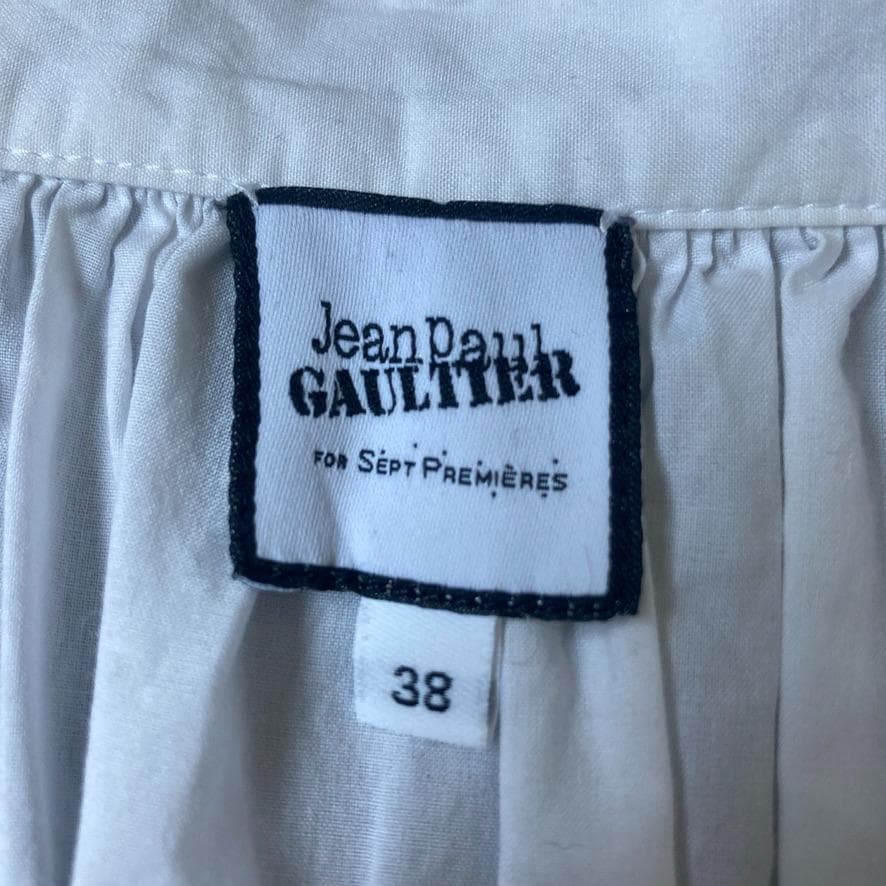 Jean Paul
GAULTIER
FOR SEPT PREMIÈRES
38